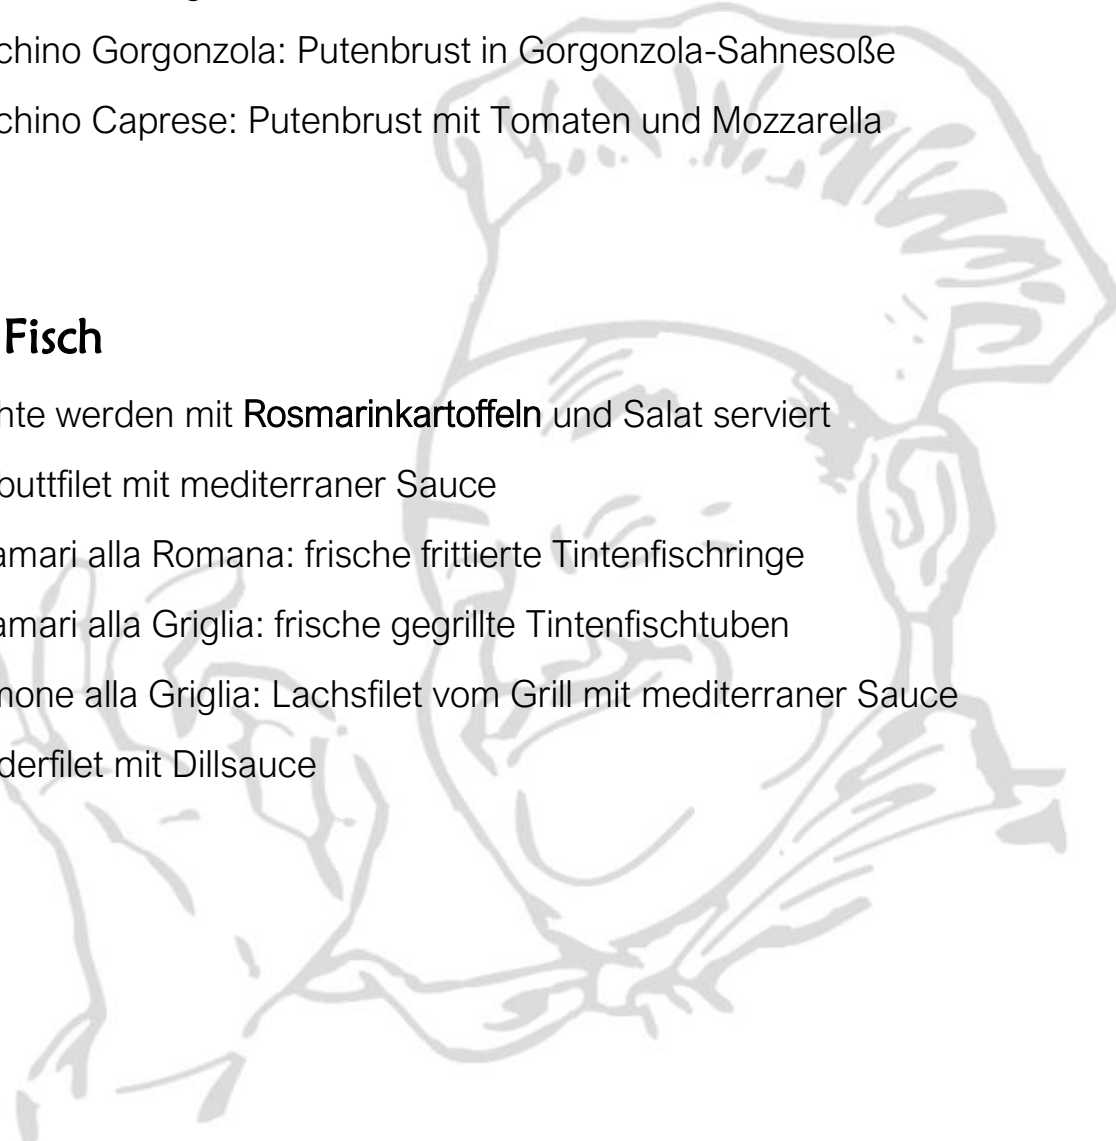 chino Gorgonzola: Putenbrust in Gorgonzola-Sahnesoße
chino Caprese: Putenbrust mit Tomaten und Mozzarella
Fisch
hte werden mit Rosmarinkartoffeln und Salat serviert
buttfilet mit mediterraner Sauce
amari alla Romana: frische frittierte Tintenfischringe
amari alla Griglia: frische gegrillte Tintenfischtuben
mone alla Griglia: Lachsfilet vom Grill mit mediterraner Sauce
derfilet mit Dillsauce